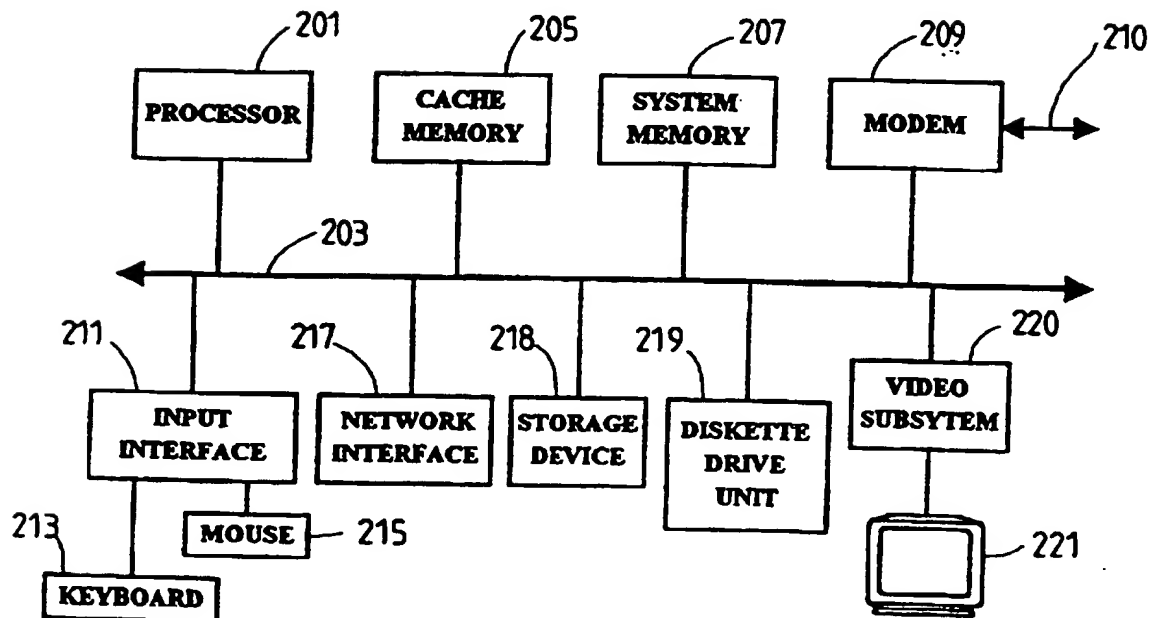 201
205
207
209
210
PROCESSOR
CACHE
MEMORY
SYSTEM
MEMORY
MODEM
203
211
217
218
219
220
INPUT
INTERFACE
NETWORK
INTERFACE
STORAGE
DEVICE
DISKETTE
DRIVE
UNIT
VIDEO
SUBSYTEM
213
MOUSE
215
221
KEYBOARD